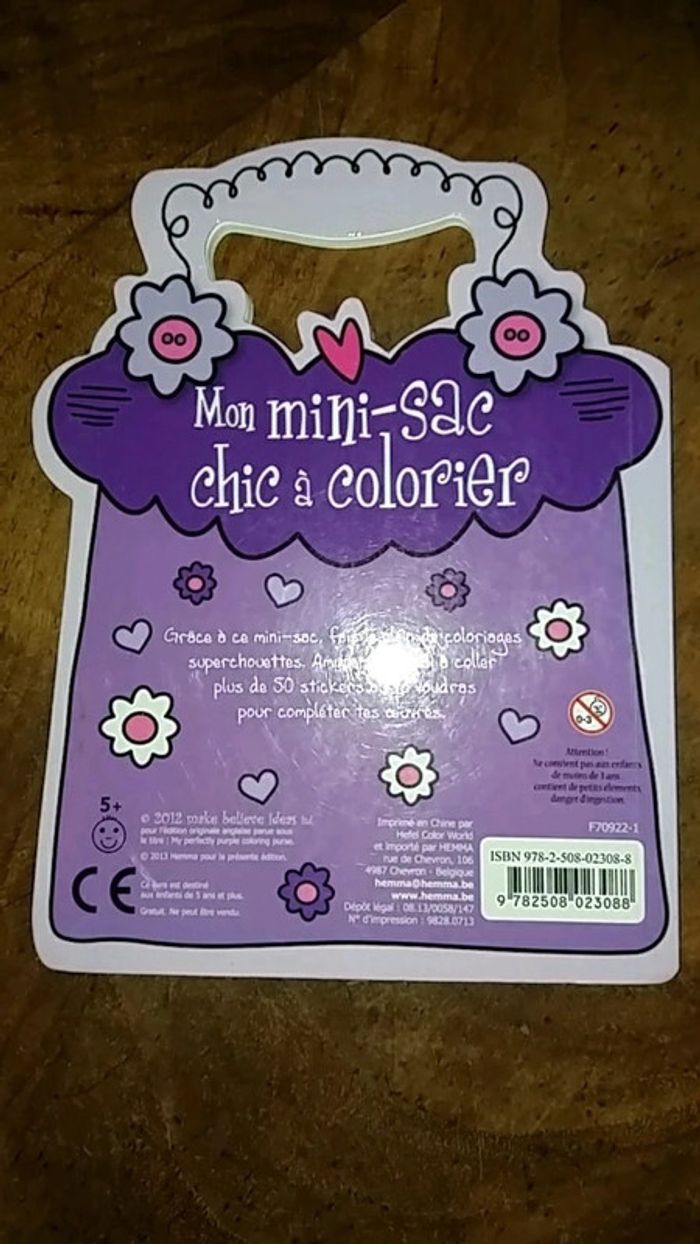 Mon mini-sac
chic à colorier
Grâce à ce mini-sac, de coloriages
superchouettes. à coller
plus de 50 stickers voudras
pour compléter tes œuvres.
0-3
Attention !
Ne convient pas aux enfants
de moins de 3 ans
contient de petits éléments
danger d'ingestion.
5+
© 2012 make believe ideas ltd
pour l'édition originale anglaise parue sous
le titre : My perfectly purple coloring purse.
© 2013 Hemma pour la présente édition.
CE
Ce livre est destiné
aux enfants de 5 ans et plus.
Gratuit. Ne peut être vendu.
Imprimé en Chine par
Hefei Color World
et importé par HEMMA
rue de Chevron, 106
4987 Chevron - Belgique
hemma@hemma.be
www.hemma.be
Dépôt légal : 08.13/0058/147
N° d'impression : 9828.0713
F70922-1
ISBN 978-2-508-02308-8
9 782508 023088